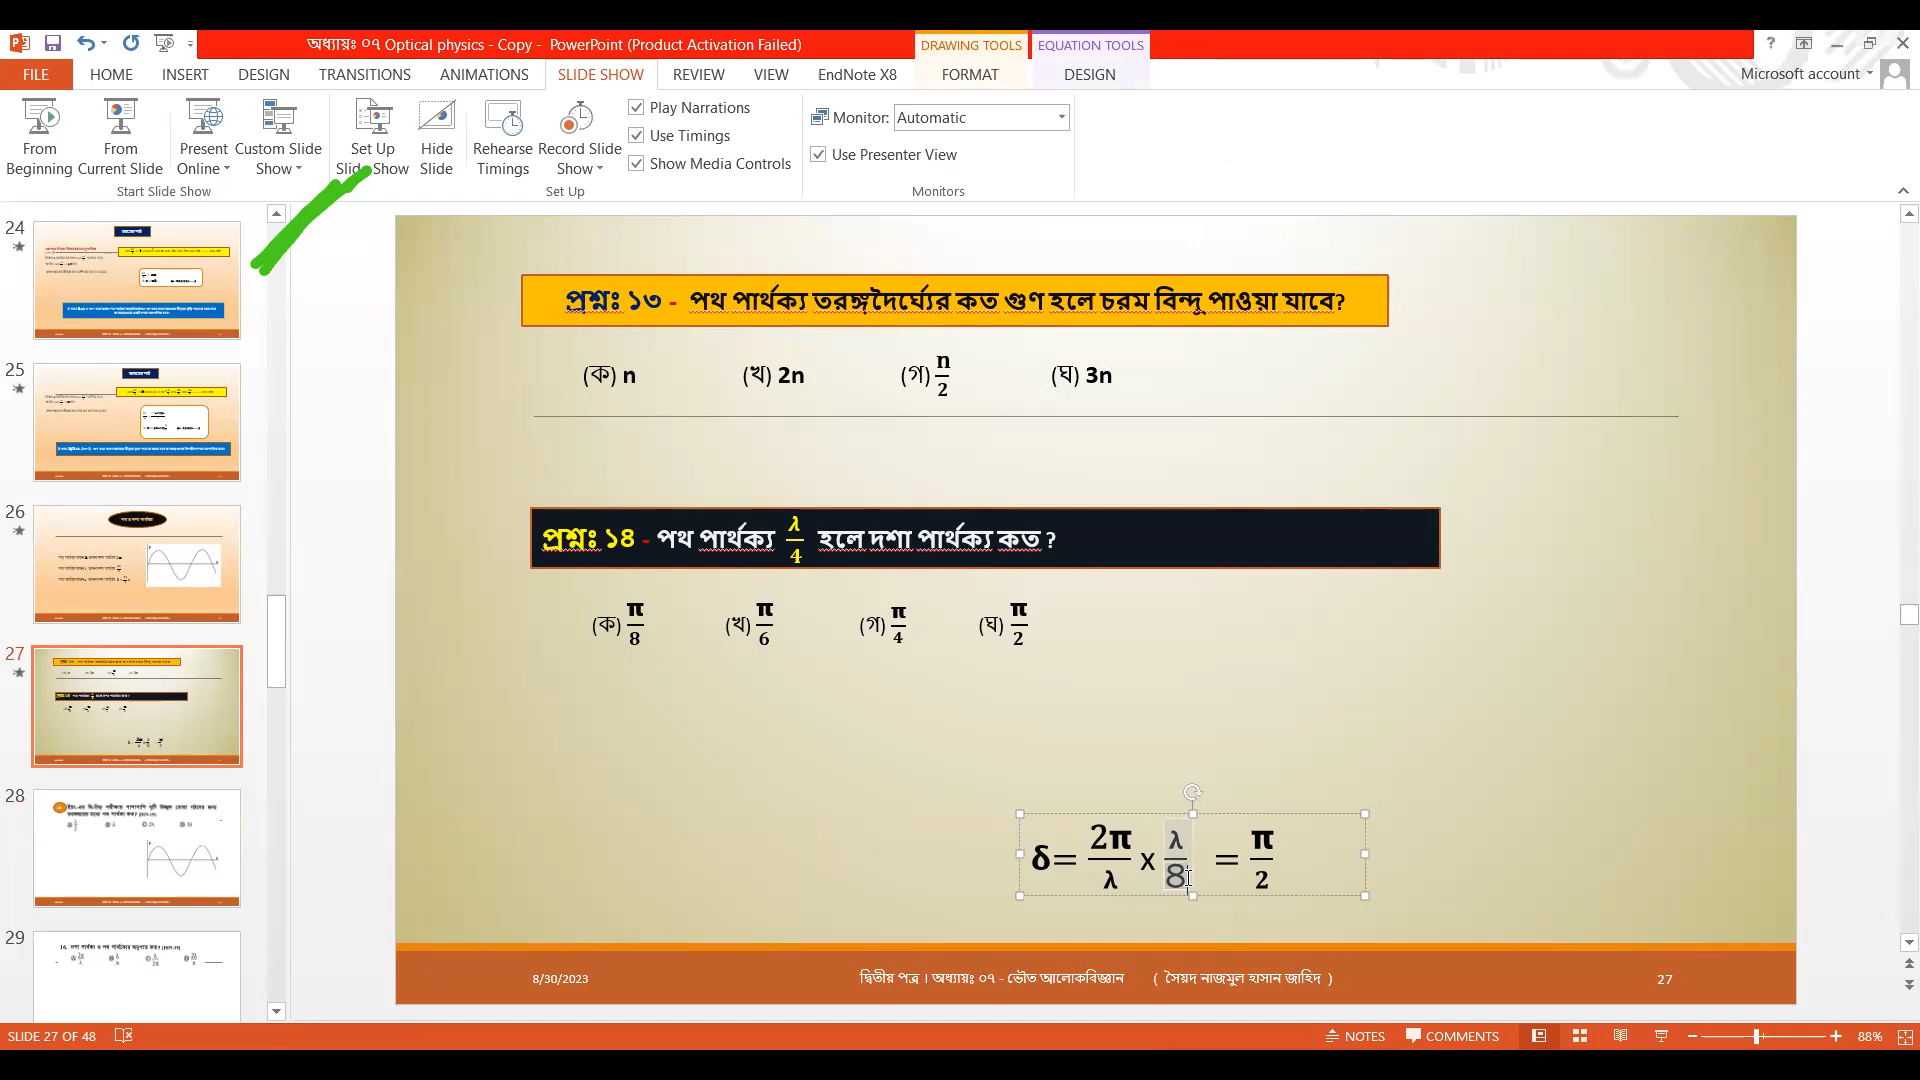 অধ্যায়ঃ ০৭ Optical physics - Copy - PowerPoint (Product Activation Failed)
DRAWING TOOLS
EQUATION TOOLS
FILE HOME INSERT DESIGN TRANSITIONS ANIMATIONS SLIDE SHOW REVIEW VIEW EndNote X8 FORMAT DESIGN
Microsoft account
From Beginning
From Current Slide
Present Online
Custom Slide Show
Set Up Slide Show
Hide Slide
Rehearse Timings
Record Slide Show
Play Narrations
Use Timings
Show Media Controls
Monitor: Automatic
Use Presenter View
Start Slide Show
Set Up
Monitors
24
25
26
27
28
29
প্রশ্নঃ ১৩ - পথ পার্থক্য তরঙ্গদৈর্ঘ্যের কত গুণ হলে চরম বিন্দু পাওয়া যাবে?
(ক) n (খ) 2n (গ) n/2 (ঘ) 3n
প্রশ্নঃ ১৪ - পথ পার্থক্য λ/4 হলে দশা পার্থক্য কত ?
(ক) π/8 (খ) π/6 (গ) π/4 (ঘ) π/2
δ= 2π/λ x λ/8 = π/2
8/30/2023
দ্বিতীয় পত্র । অধ্যায়ঃ ০৭ - ভৌত আলোকবিজ্ঞান ( সৈয়দ নাজমুল হাসান জাহিদ )
27
SLIDE 27 OF 48
NOTES
COMMENTS
88%